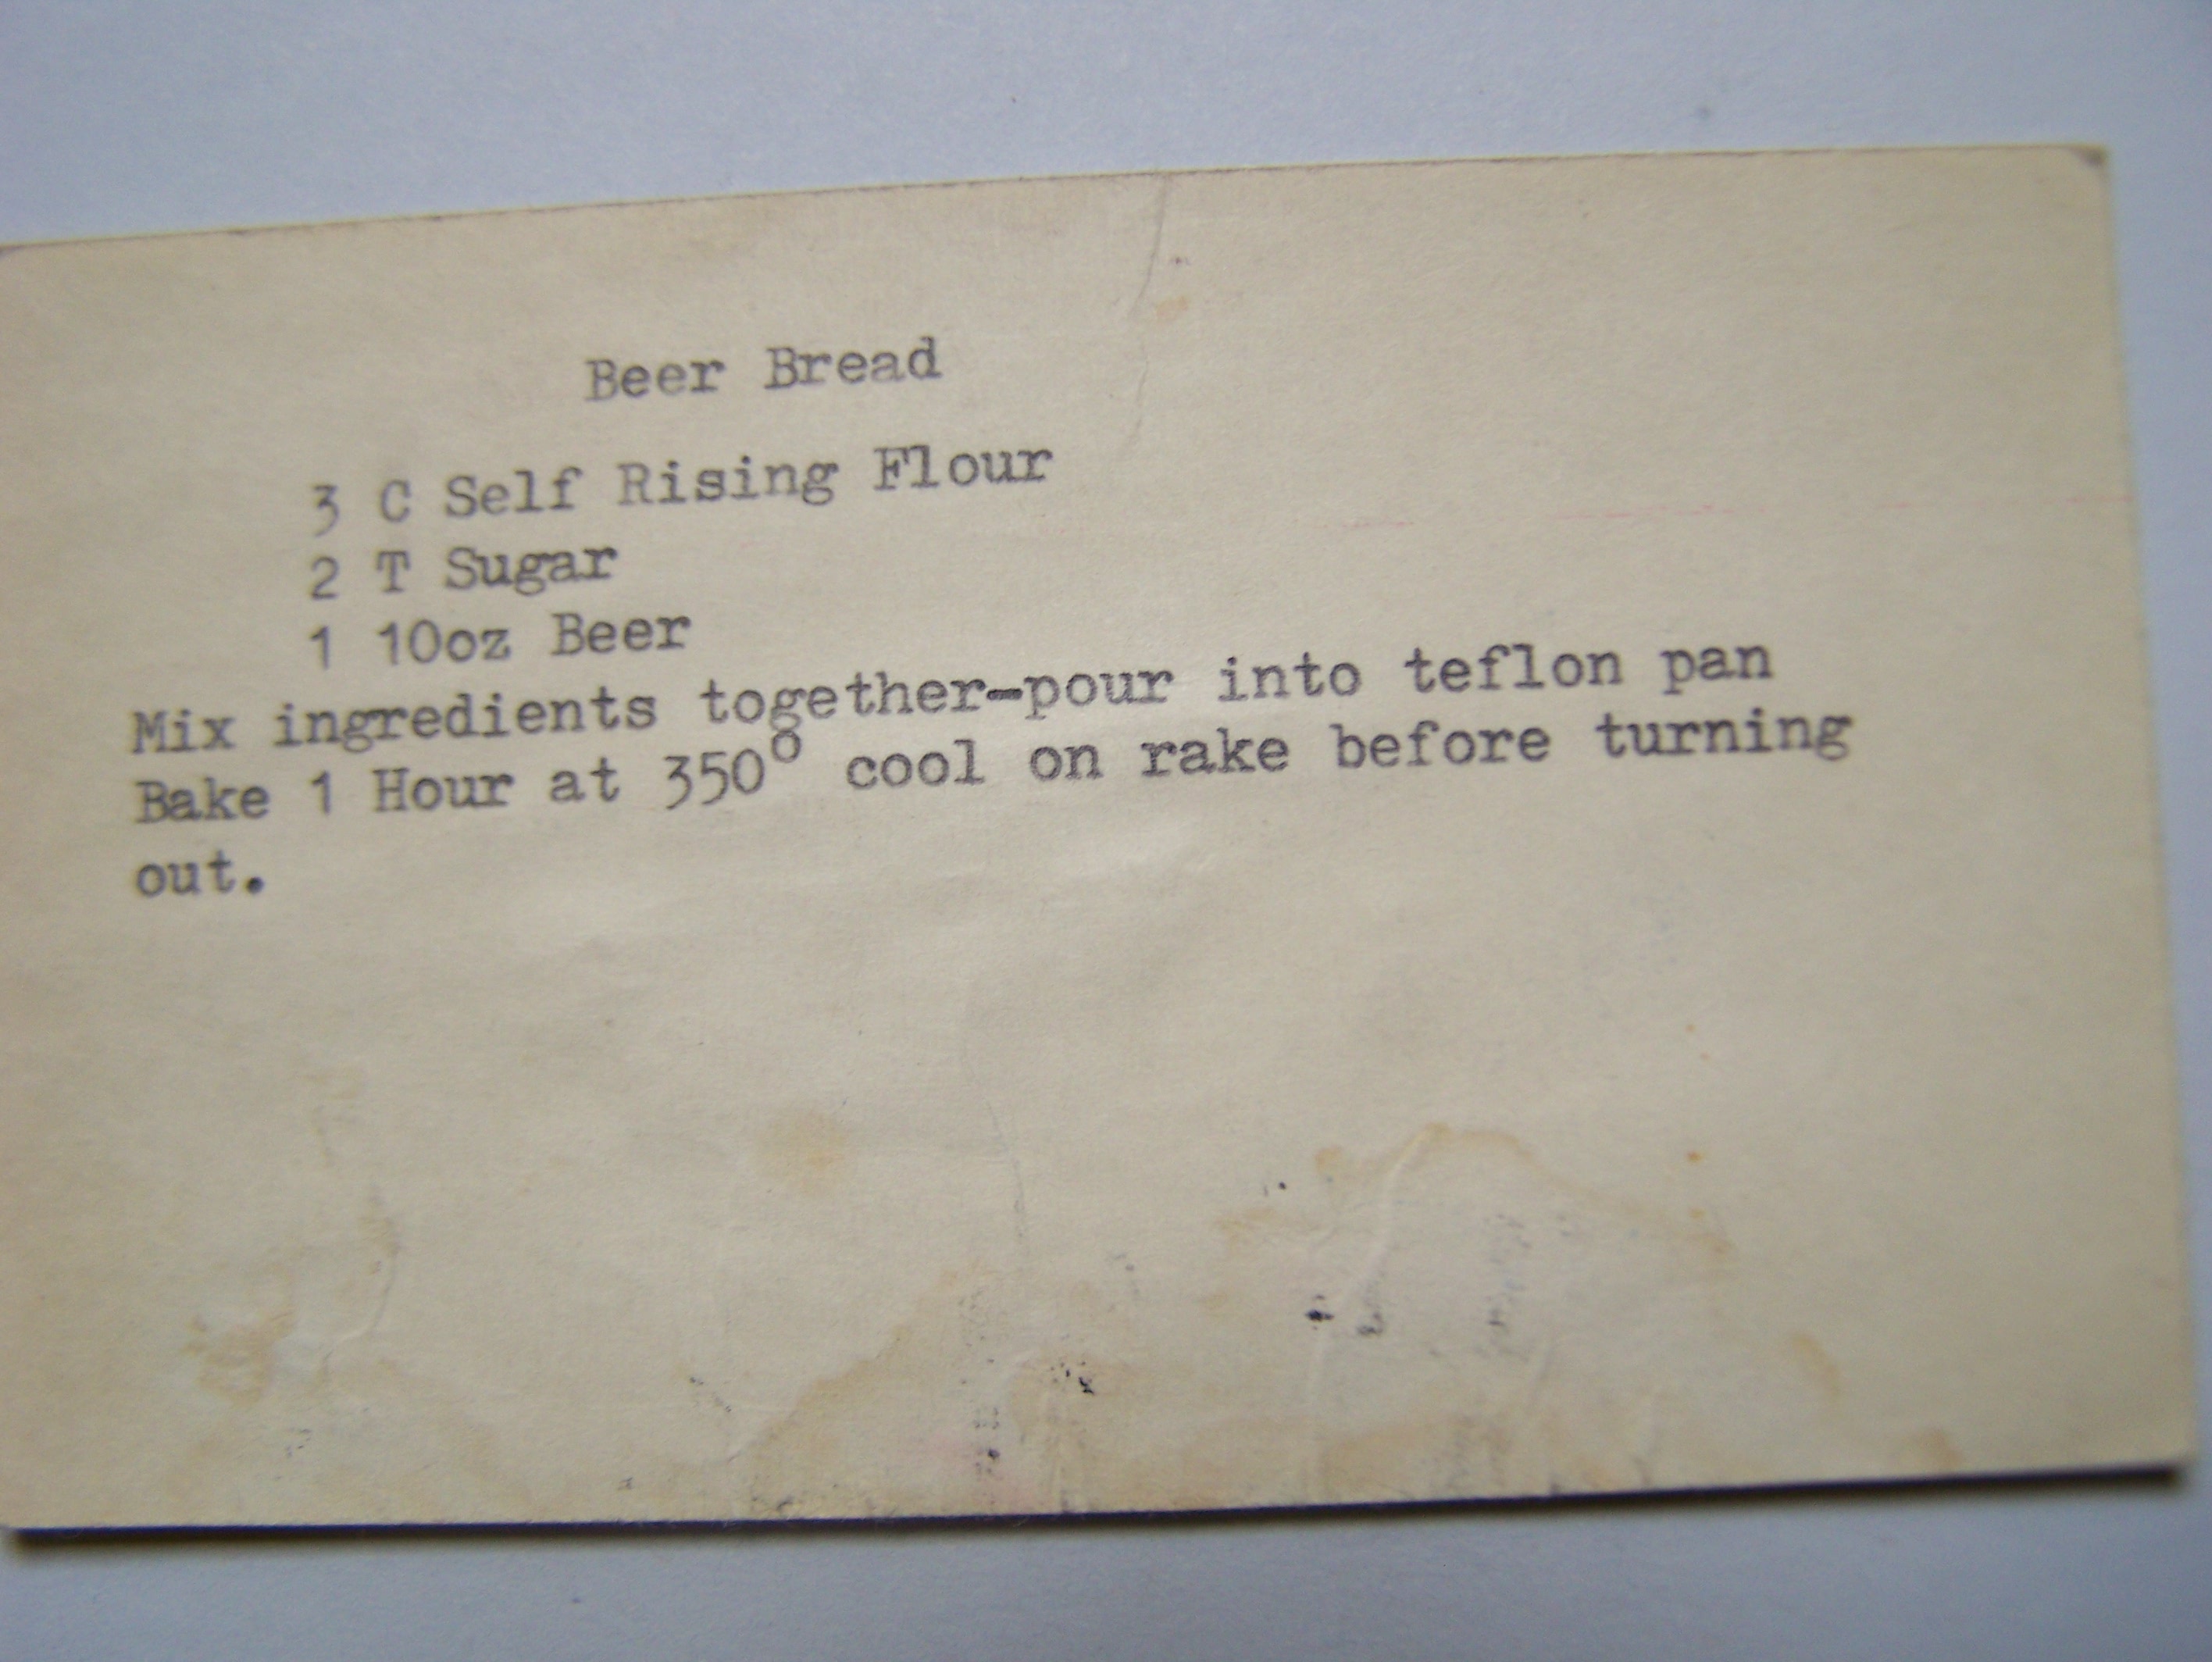 Beer Bread
3 C Self Rising Flour
2 T Sugar
1 10oz Beer
Mix ingredients together-pour into teflon pan
Bake 1 Hour at 350° cool on rake before turning
out.